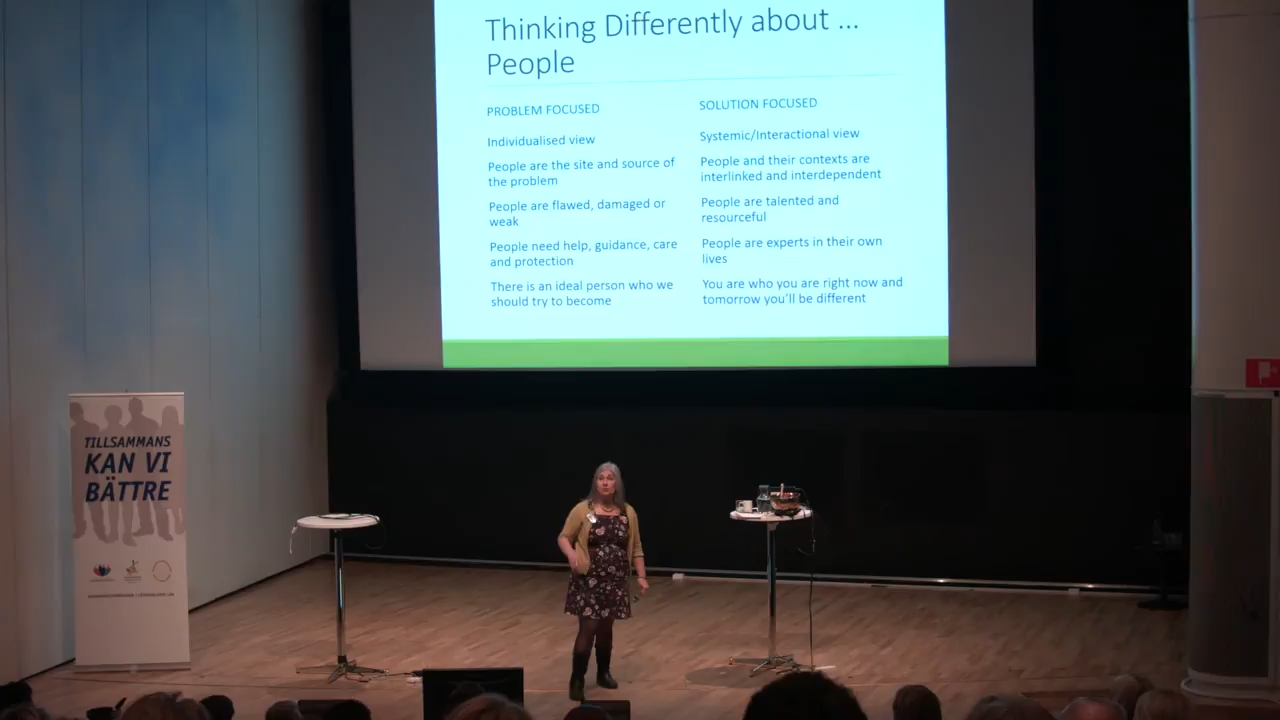 Thinking Differently about ...
People
PROBLEM FOCUSED
Individualised view
People are the site and source of
the problem
People are flawed, damaged or
weak
People need help, guidance, care
and protection
There is an ideal person who we
should try to become
SOLUTION FOCUSED
Systemic/Interactional view
People and their contexts are
interlinked and interdependent
People are talented and
resourceful
People are experts in their own
lives
You are who you are right now and
tomorrow you'll be different
TILLSAMMANS
KAN VI
BÄTTRE